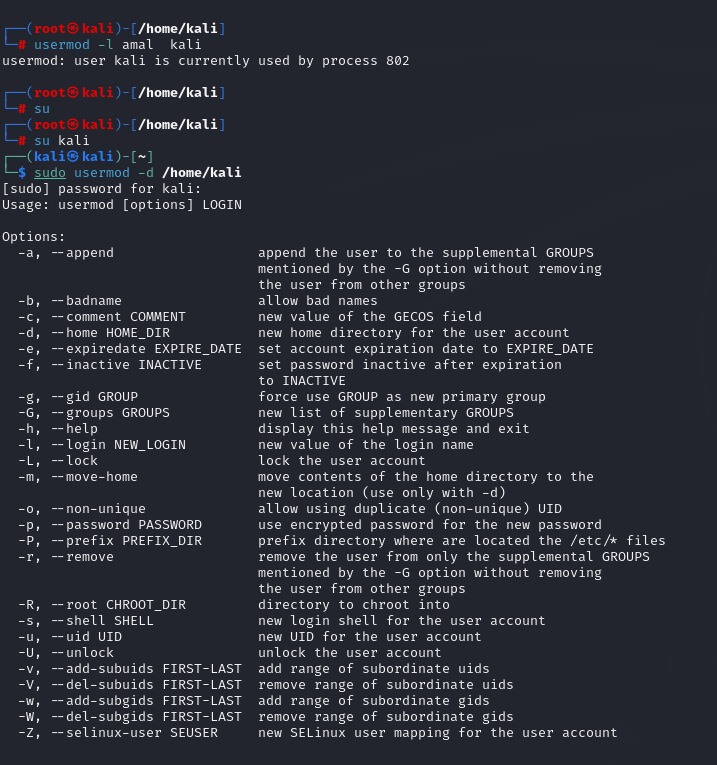 ┌──(root㉿kali)-[/home/kali]
└─# usermod -l amal  kali
usermod: user kali is currently used by process 802
┌──(root㉿kali)-[/home/kali]
└─# su
┌──(root㉿kali)-[/home/kali]
└─# su kali
┌──(kali㉿kali)-[~]
└─$ sudo usermod -d /home/kali
[sudo] password for kali:
Usage: usermod [options] LOGIN
Options:
  -a, --append                  append the user to the supplemental GROUPS
                                mentioned by the -G option without removing
                                the user from other groups
  -b, --badname                 allow bad names
  -c, --comment COMMENT         new value of the GECOS field
  -d, --home HOME_DIR           new home directory for the user account
  -e, --expiredate EXPIRE_DATE  set account expiration date to EXPIRE_DATE
  -f, --inactive INACTIVE       set password inactive after expiration
                                to INACTIVE
  -g, --gid GROUP               force use GROUP as new primary group
  -G, --groups GROUPS           new list of supplementary GROUPS
  -h, --help                    display this help message and exit
  -l, --login NEW_LOGIN         new value of the login name
  -L, --lock                    lock the user account
  -m, --move-home               move contents of the home directory to the
                                new location (use only with -d)
  -o, --non-unique              allow using duplicate (non-unique) UID
  -p, --password PASSWORD       use encrypted password for the new password
  -P, --prefix PREFIX_DIR       prefix directory where are located the /etc/* files
  -r, --remove                  remove the user from only the supplemental GROUPS
                                mentioned by the -G option without removing
                                the user from other groups
  -R, --root CHROOT_DIR         directory to chroot into
  -s, --shell SHELL             new login shell for the user account
  -u, --uid UID                 new UID for the user account
  -U, --unlock                  unlock the user account
  -v, --add-subuids FIRST-LAST  add range of subordinate uids
  -V, --del-subuids FIRST-LAST  remove range of subordinate uids
  -w, --add-subgids FIRST-LAST  add range of subordinate gids
  -W, --del-subgids FIRST-LAST  remove range of subordinate gids
  -Z, --selinux-user SEUSER     new SELinux user mapping for the user account